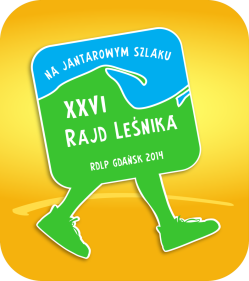 NA JANTAROWYM SZLAKU
XXVI
RAJD LEŚNIKA
RDLP GDAŃSK 2014